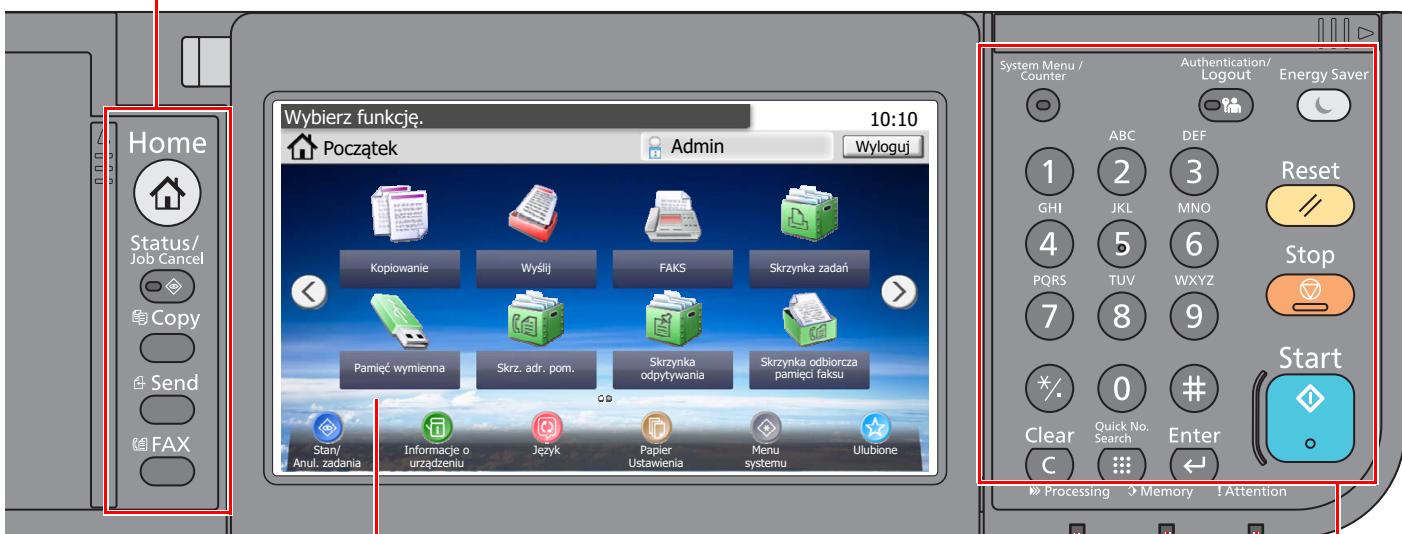 Home
Status/
Job Cancel
Copy
Send
FAX
Wybierz funkcję.
10:10
Początek
Admin
Wyloguj
Kopiowanie
Wyślij
FAKS
Skrzynka zadań
Pamięć wymienna
Skrz. adr. pom.
Skrzynka
odpytywania
Skrzynka odbiorcza
pamięci faksu
Stan/
Anul. zadania
Informacje o
urządzeniu
Język
Papier
Ustawienia
Menu
systemu
Ulubione
System Menu /
Counter
Authentication/
Logout
Energy Saver
ABC
DEF
1
2
3
Reset
GHI
JKL
MNO
4
5
6
Stop
PQRS
TUV
WXYZ
7
8
9
Start
*/.
0
#
Clear
Quick No.
Search
Enter
C
Processing
Memory
! Attention